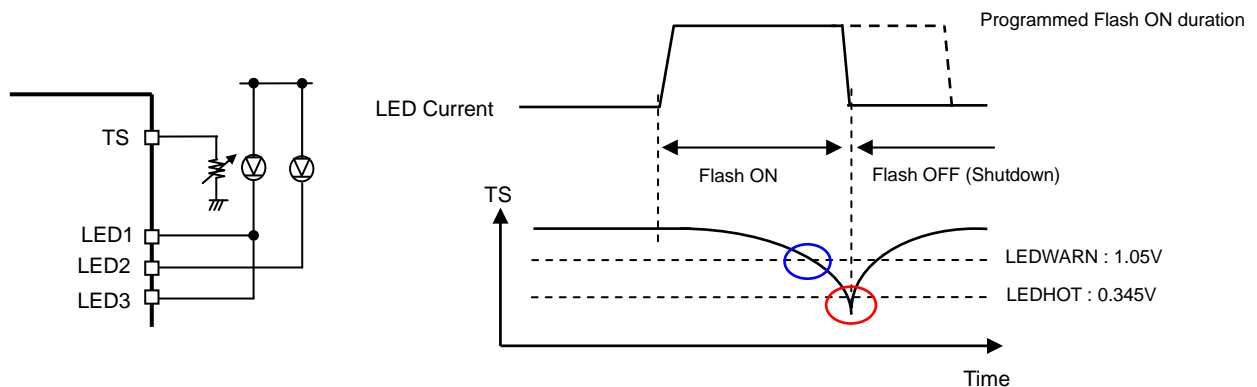 TS
LED1
LED2
LED3
Programmed Flash ON duration
LED Current
Flash ON
Flash OFF (Shutdown)
TS
LEDWARN : 1.05V
LEDHOT : 0.345V
Time